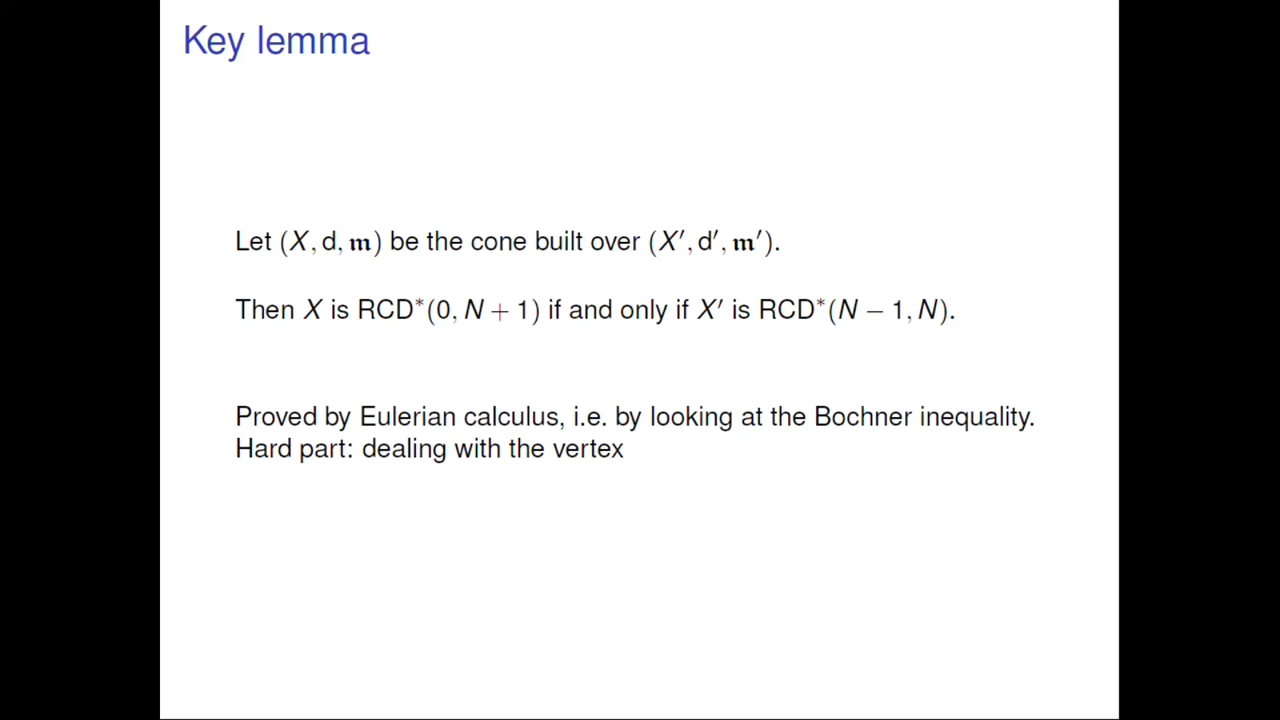 Key lemma
Let (X, d, 𝔪) be the cone built over (X′, d′, 𝔪′).
Then X is RCD*(0, N + 1) if and only if X′ is RCD*(N − 1, N).
Proved by Eulerian calculus, i.e. by looking at the Bochner inequality.
Hard part: dealing with the vertex